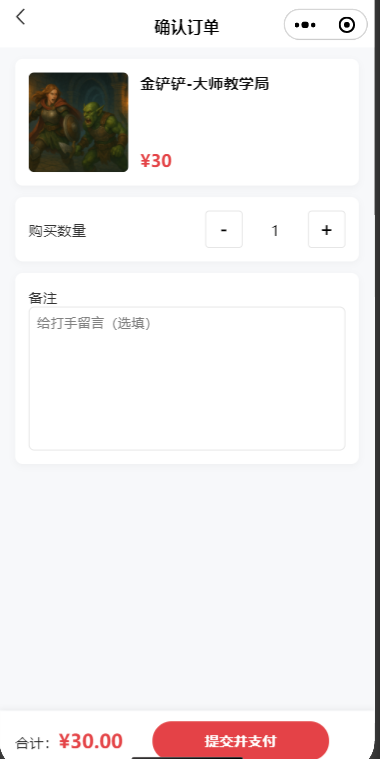 确认订单
金铲铲-大师教学局
¥30
购买数量
- 1 +
备注
给打手留言（选填）
合计：¥30.00 提交并支付